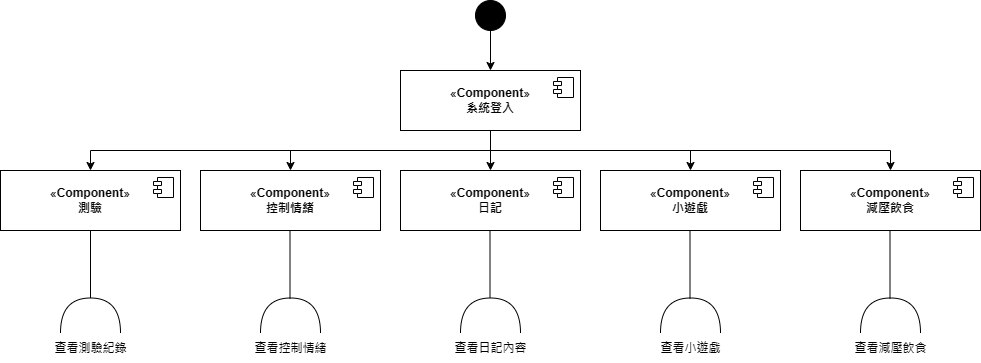 «Component»
系統登入
«Component»
測驗
«Component»
控制情緒
«Component»
日記
«Component»
小遊戲
«Component»
減壓飲食
查看測驗紀錄
查看控制情緒
查看日記內容
查看小遊戲
查看減壓飲食